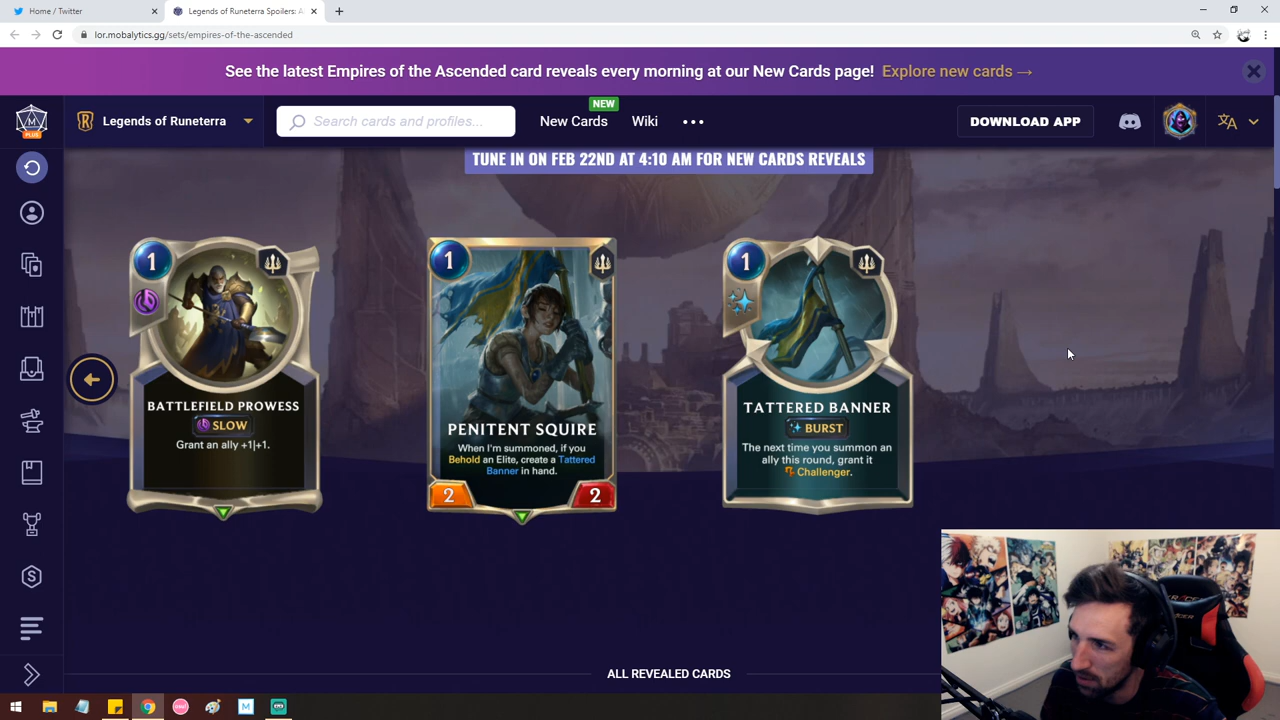 Home / Twitter
Legends of Runeterra Spoilers: A
lor.mobalytics.gg/sets/empires-of-the-ascended
See the latest Empires of the Ascended card reveals every morning at our New Cards page! Explore new cards →
M
PLUS
Legends of Runeterra
Search cards and profiles...
NEW
New Cards
Wiki
DOWNLOAD APP
TUNE IN ON FEB 22ND AT 4:10 AM FOR NEW CARDS REVEALS
1
BATTLEFIELD PROWESS
SLOW
Grant an ally +1|+1.
1
PENITENT SQUIRE
When I'm summoned, if you
Behold an Elite, create a Tattered
Banner in hand.
2
2
1
TATTERED BANNER
BURST
The next time you summon an
ally this round, grant it
Challenger.
ALL REVEALED CARDS